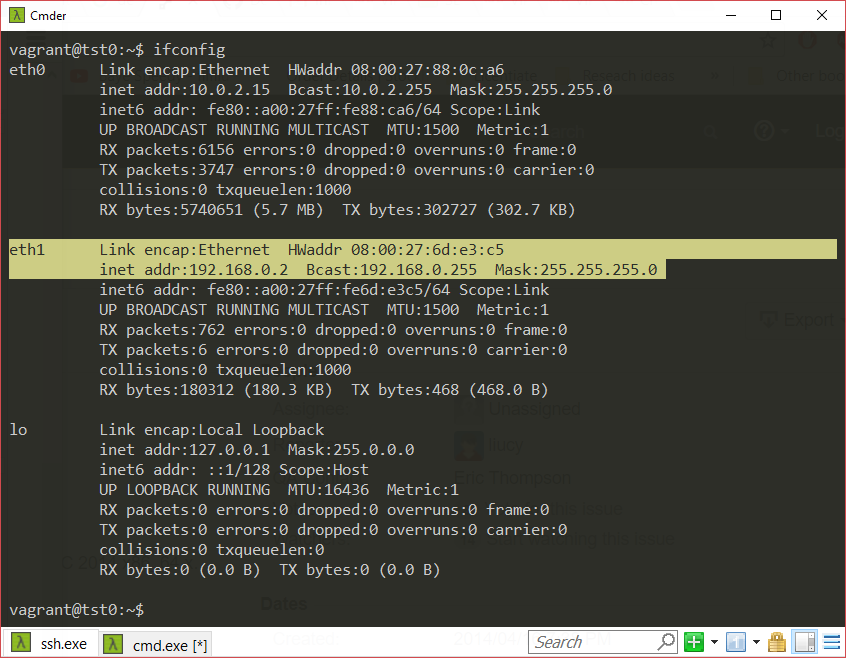 Cmder
vagrant@tst0:~$ ifconfig
eth0      Link encap:Ethernet  HWaddr 08:00:27:88:0c:a6
          inet addr:10.0.2.15  Bcast:10.0.2.255  Mask:255.255.255.0
          inet6 addr: fe80::a00:27ff:fe88:ca6/64 Scope:Link
          UP BROADCAST RUNNING MULTICAST  MTU:1500  Metric:1
          RX packets:6156 errors:0 dropped:0 overruns:0 frame:0
          TX packets:3747 errors:0 dropped:0 overruns:0 carrier:0
          collisions:0 txqueuelen:1000
          RX bytes:5740651 (5.7 MB)  TX bytes:302727 (302.7 KB)

eth1      Link encap:Ethernet  HWaddr 08:00:27:6d:e3:c5
          inet addr:192.168.0.2  Bcast:192.168.0.255  Mask:255.255.255.0
          inet6 addr: fe80::a00:27ff:fe6d:e3c5/64 Scope:Link
          UP BROADCAST RUNNING MULTICAST  MTU:1500  Metric:1
          RX packets:762 errors:0 dropped:0 overruns:0 frame:0
          TX packets:6 errors:0 dropped:0 overruns:0 carrier:0
          collisions:0 txqueuelen:1000
          RX bytes:180312 (180.3 KB)  TX bytes:468 (468.0 B)
Export
Unassigned

lo        Link encap:Local Loopback
          inet addr:127.0.0.1  Mask:255.0.0.0
          inet6 addr: ::1/128 Scope:Host
          UP LOOPBACK RUNNING  MTU:16436  Metric:1
          RX packets:0 errors:0 dropped:0 overruns:0 frame:0
          TX packets:0 errors:0 dropped:0 overruns:0 carrier:0
          collisions:0 txqueuelen:0
          RX bytes:0 (0.0 B)  TX bytes:0 (0.0 B)
Eric Thompson
Dates

vagrant@tst0:~$
ssh.exe
cmd.exe [*]
Search